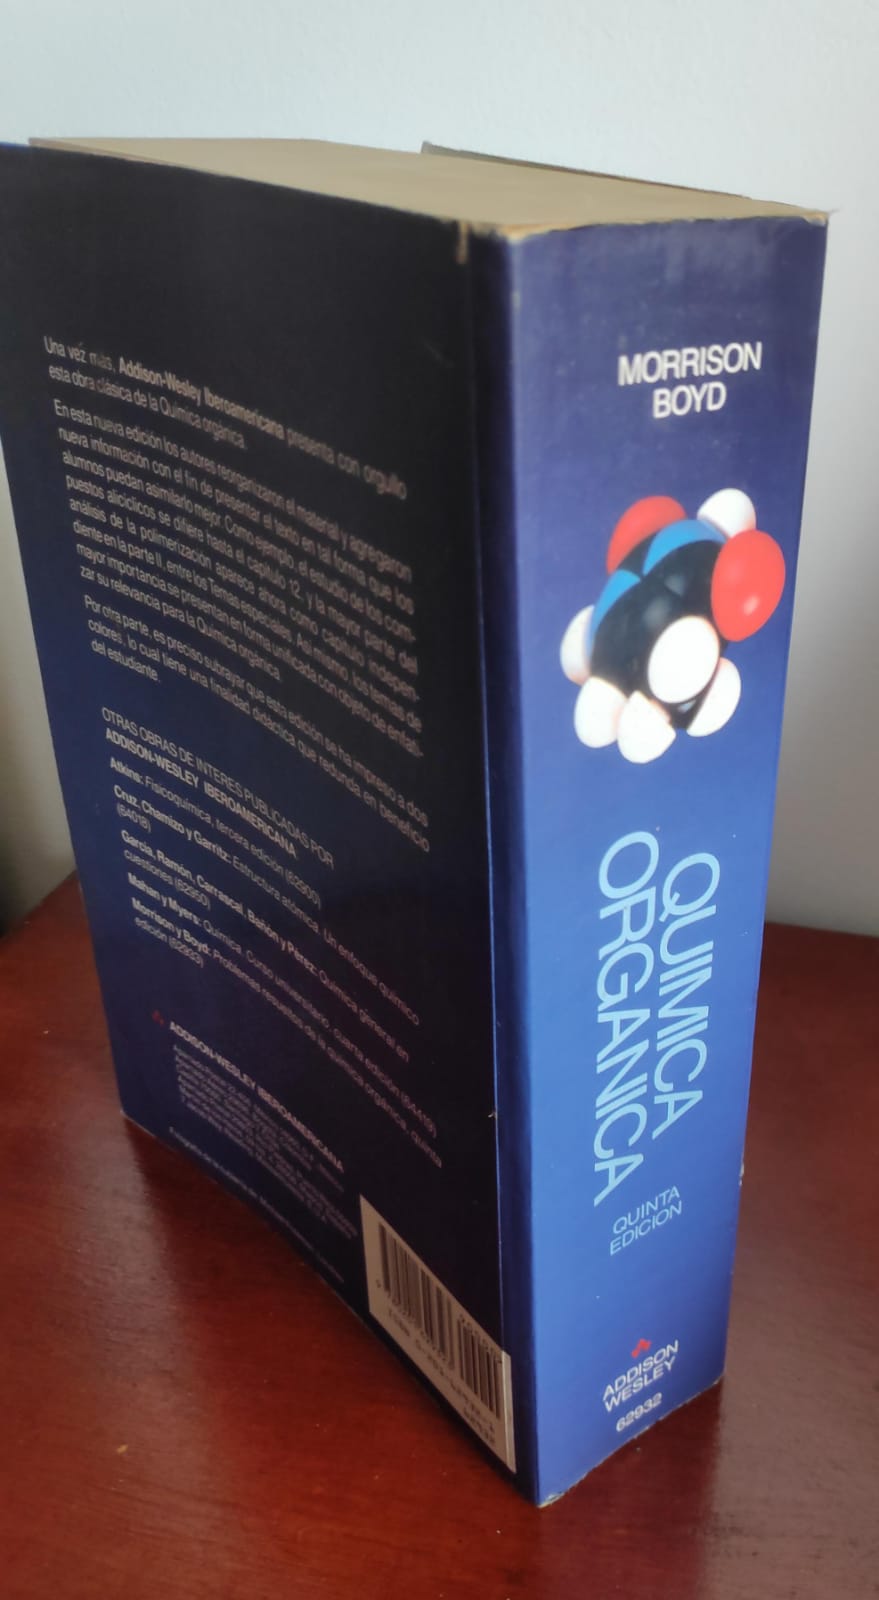 Una vez más, Addison-Wesley Iberoamericana presenta con orgullo
esta obra clásica de la Química orgánica.
En esta nueva edición los autores reorganizaron el material y agregaron
nueva información con el fin de presentar el texto en tal forma que los
alumnos puedan asimilarlo mejor. Como ejemplo, el estudio de los com-
puestos alicíclicos se difiere hasta el capítulo 12, y la mayor parte del
análisis de la polimerización aparece ahora como capítulo indepen-
diente en la parte II, entre los Temas especiales. Asi mismo, los temas de
mayor importancia se presentan en forma unificada con objeto de enfati-
zar su relevancia para la Química orgánica.
Por otra parte, es preciso subrayar que esta edición se ha impreso a dos
colores, lo cual tiene una finalidad didáctica que redunda en beneficio
del estudiante.
OTRAS OBRAS DE INTERES PUBLICADAS POR
ADDISON-WESLEY IBEROAMERICANA:
Atkins: Fisicoquímica, tercera edición (62900)
Cruz, Chamizo y Garritz: Estructura atómica. Un enfoque químico
(64018)
García, Ramón, Carrascal, Bañón y Pérez: Química general en
cuestiones (62950)
Mahan y Myers: Química. Curso universitario, cuarta edición (64419)
Morrison y Boyd: Problemas resueltos de la química orgánica, quinta
edición (62933)
ADDISON-WESLEY IBEROAMERICANA
MORRISON
BOYD
QUIMICA
ORGANICA
QUINTA
EDICION
ADDISON
WESLEY
62932